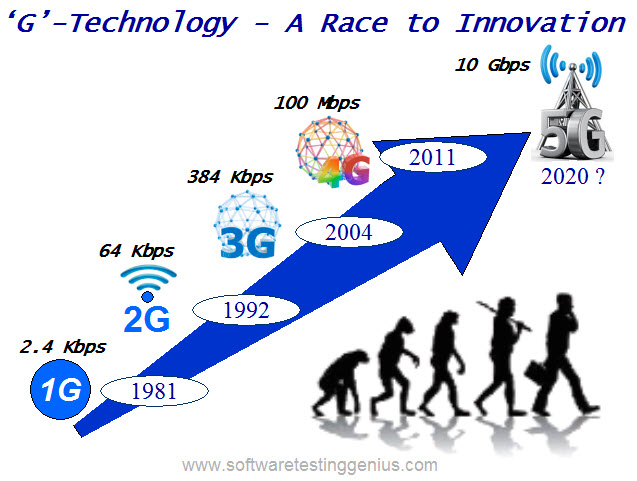 ‘G’-Technology - A Race to Innovation
10 Gbps
5G
2020 ?
100 Mbps
4G
2011
384 Kbps
3G
2004
64 Kbps
2G
1992
2.4 Kbps
1G
1981
www.softwaretestinggenius.com